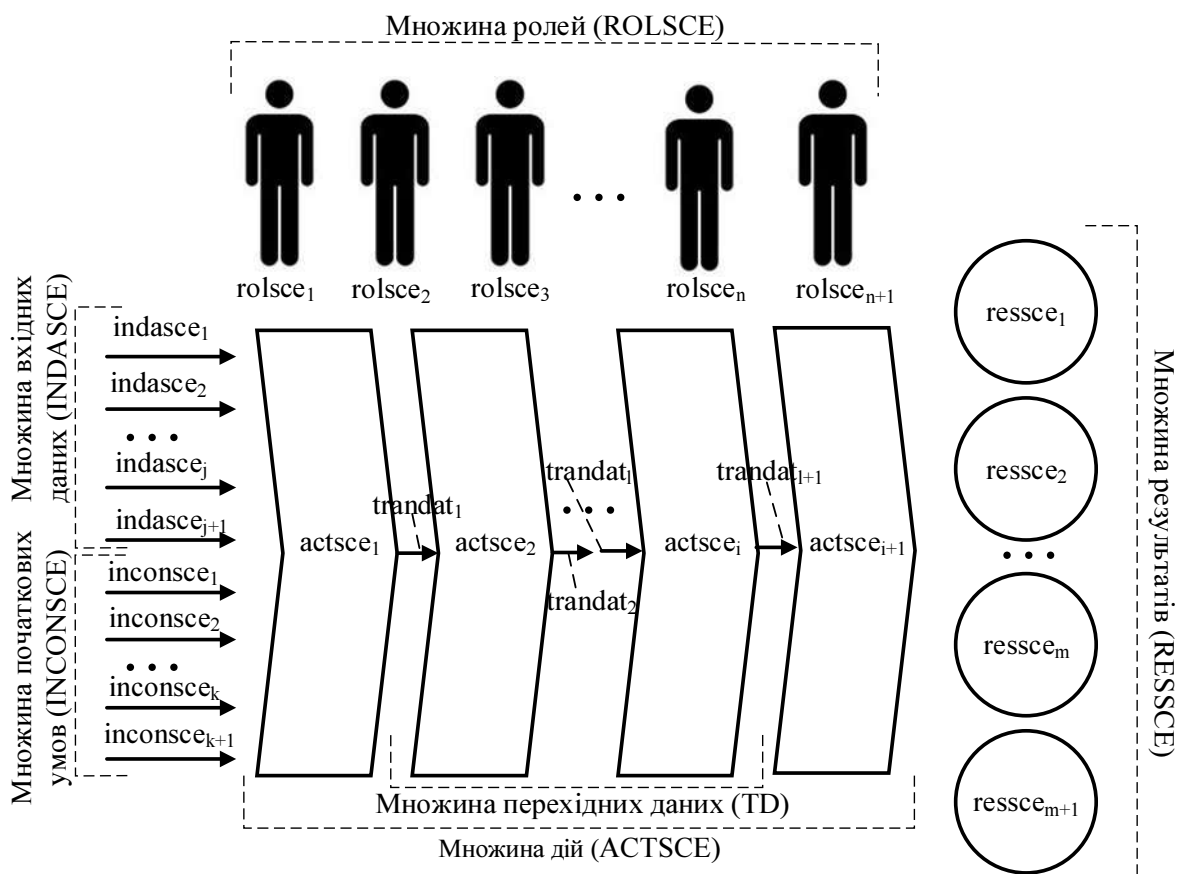 Множина ролей (ROLSCE)
rolsce₁
rolsce₂
rolsce₃
rolsceₙ
rolsceₙ₊₁
Множина вхідних
даних (INDASCE)
indasce₁
indasce₂
indasceⱼ
indasceⱼ₊₁
Множина початкових
умов (INCONSCE)
inconsce₁
inconsce₂
inconsceₖ
inconsceₖ₊₁
actsce₁
trandat₁
actsce₂
trandatₗ
trandat₂
actsceᵢ
trandatₗ₊₁
actsceᵢ₊₁
Множина перехідних даних (TD)
Множина дій (ACTSCE)
ressce₁
ressce₂
ressceₘ
ressceₘ₊₁
Множина результатів (RESSCE)